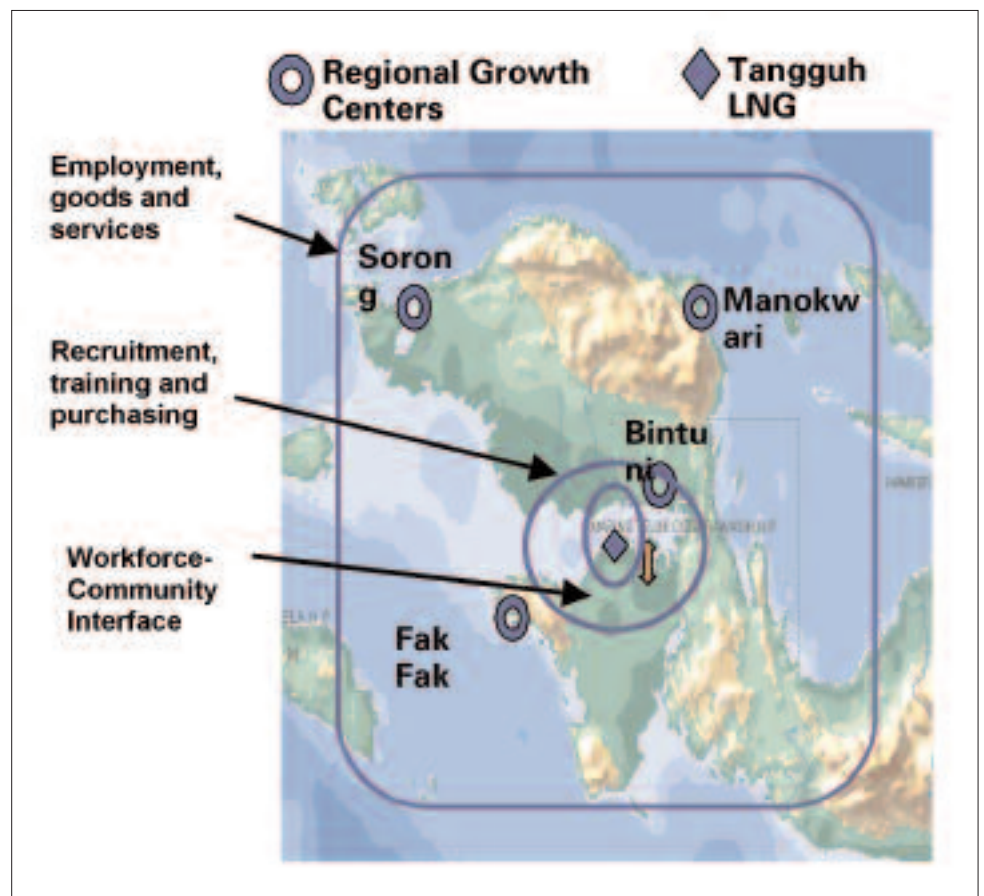 Regional Growth
Centers
Tangguh
LNG
Employment,
goods and
services
Soron
g
Manokw
ari
Recruitment,
training and
purchasing
Bintu
ni
Workforce-
Community
Interface
Fak
Fak